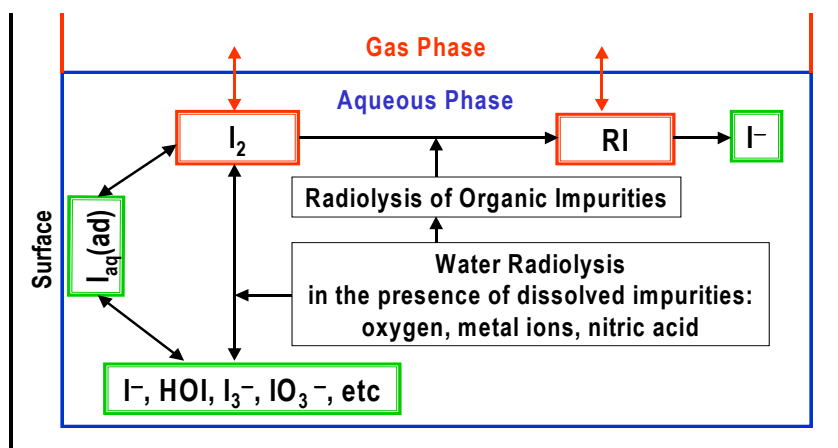 Gas Phase
Aqueous Phase
I₂
RI
I⁻
Radiolysis of Organic Impurities
Surface
I_aq(ad)
Water Radiolysis
in the presence of dissolved impurities:
oxygen, metal ions, nitric acid
I⁻, HOI, I₃⁻, IO₃⁻, etc